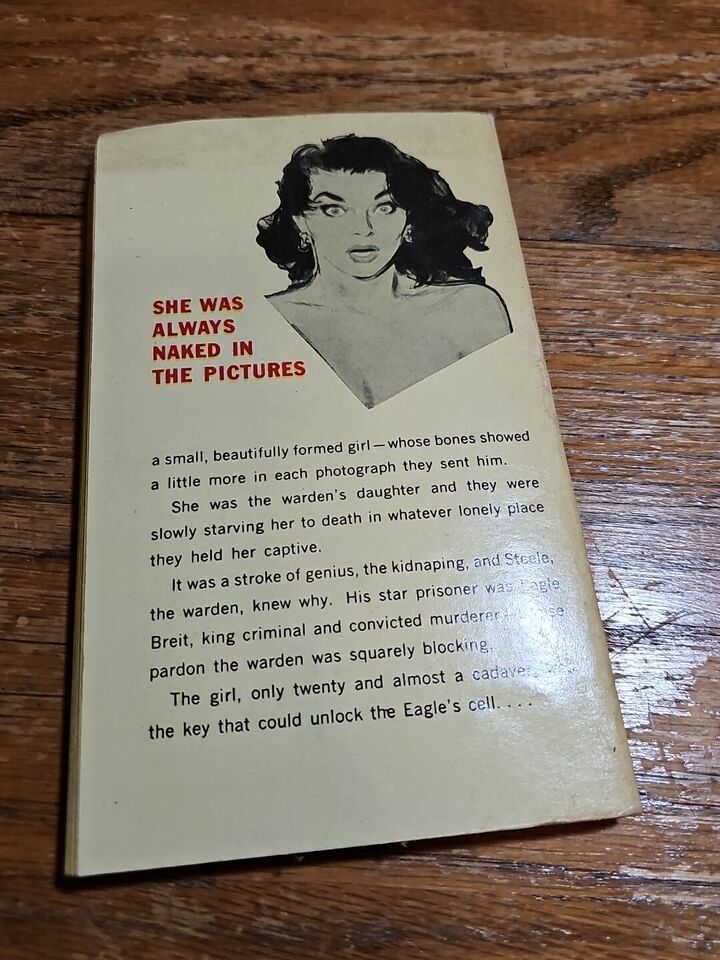 SHE WAS
ALWAYS
NAKED IN
THE PICTURES
a small, beautifully formed girl—whose bones showed
a little more in each photograph they sent him.
She was the warden's daughter and they were
slowly starving her to death in whatever lonely place
they held her captive.
It was a stroke of genius, the kidnaping, and Steele,
the warden, knew why. His star prisoner was Eagle
Breit, king criminal and convicted murderer—whose
pardon the warden was squarely blocking.
The girl, only twenty and almost a cadaver,
the key that could unlock the Eagle's cell. . . .